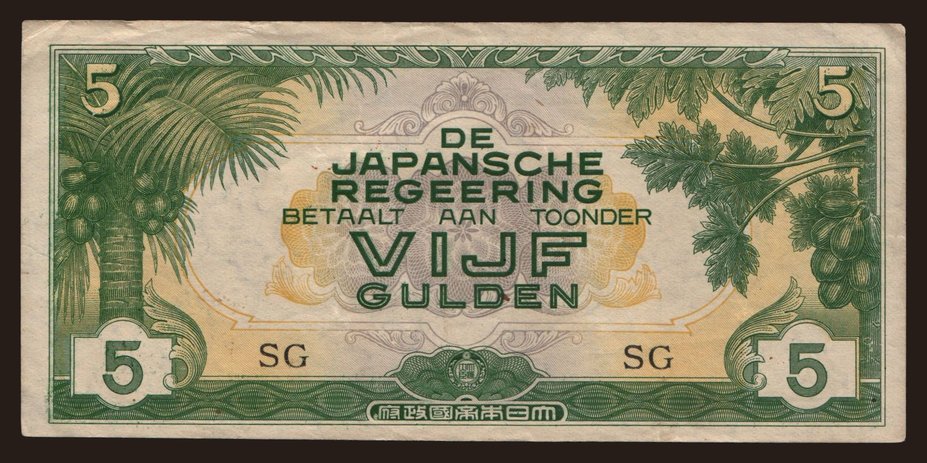 5 5
DE
JAPANSCHE
REGEERING
BETAALT AAN TOONDER
VIJF
GULDEN
SG SG
5 5
府政國帝本日大